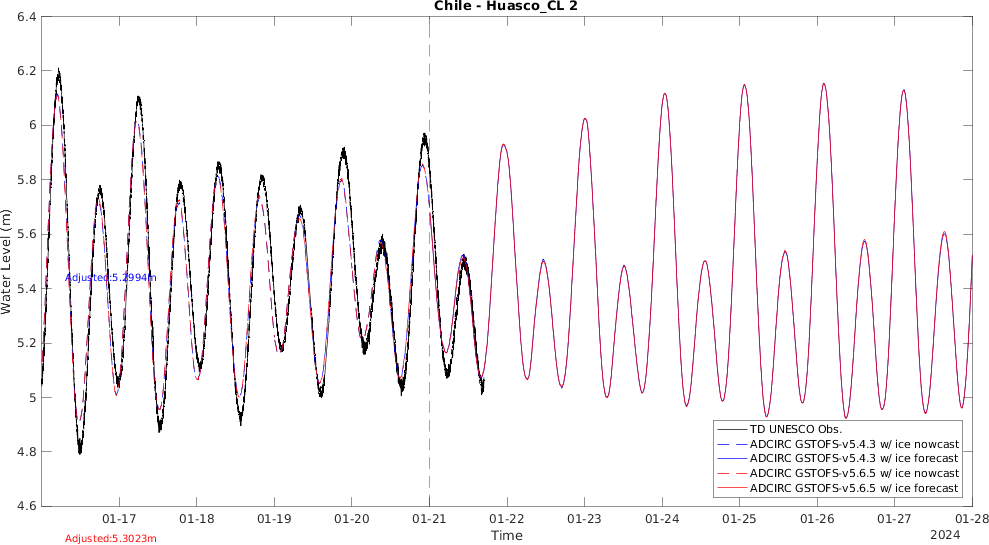 Chile - Huasco_CL 2
6.4
6.2
6
5.8
5.6
5.4
5.2
5
4.8
4.6
Water Level (m)
Adjusted:5.2994m
TD UNESCO Obs.
ADCIRC GSTOFS-v5.4.3 w/ ice nowcast
ADCIRC GSTOFS-v5.4.3 w/ ice forecast
ADCIRC GSTOFS-v5.6.5 w/ ice nowcast
ADCIRC GSTOFS-v5.6.5 w/ ice forecast
01-17 01-18 01-19 01-20 01-21 01-22 01-23 01-24 01-25 01-26 01-27 01-28
Time
2024
Adjusted:5.3023m